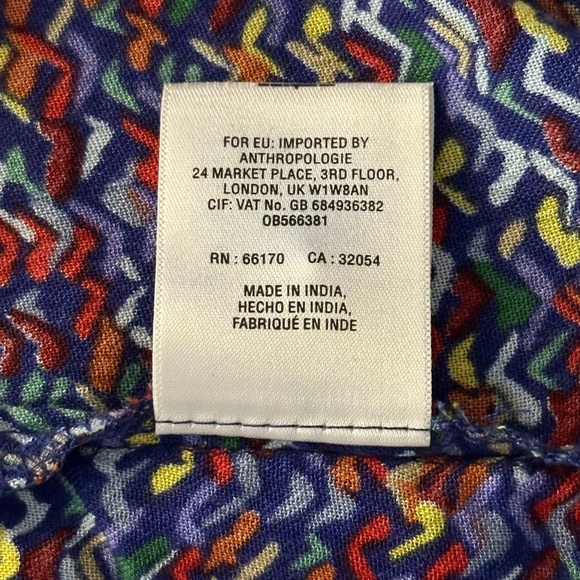 FOR EU: IMPORTED BY
ANTHROPOLOGIE
24 MARKET PLACE, 3RD FLOOR,
LONDON, UK W1W8AN
CIF: VAT No. GB 684936382
OB566381
RN : 66170 CA : 32054
MADE IN INDIA,
HECHO EN INDIA,
FABRIQUÉ EN INDE